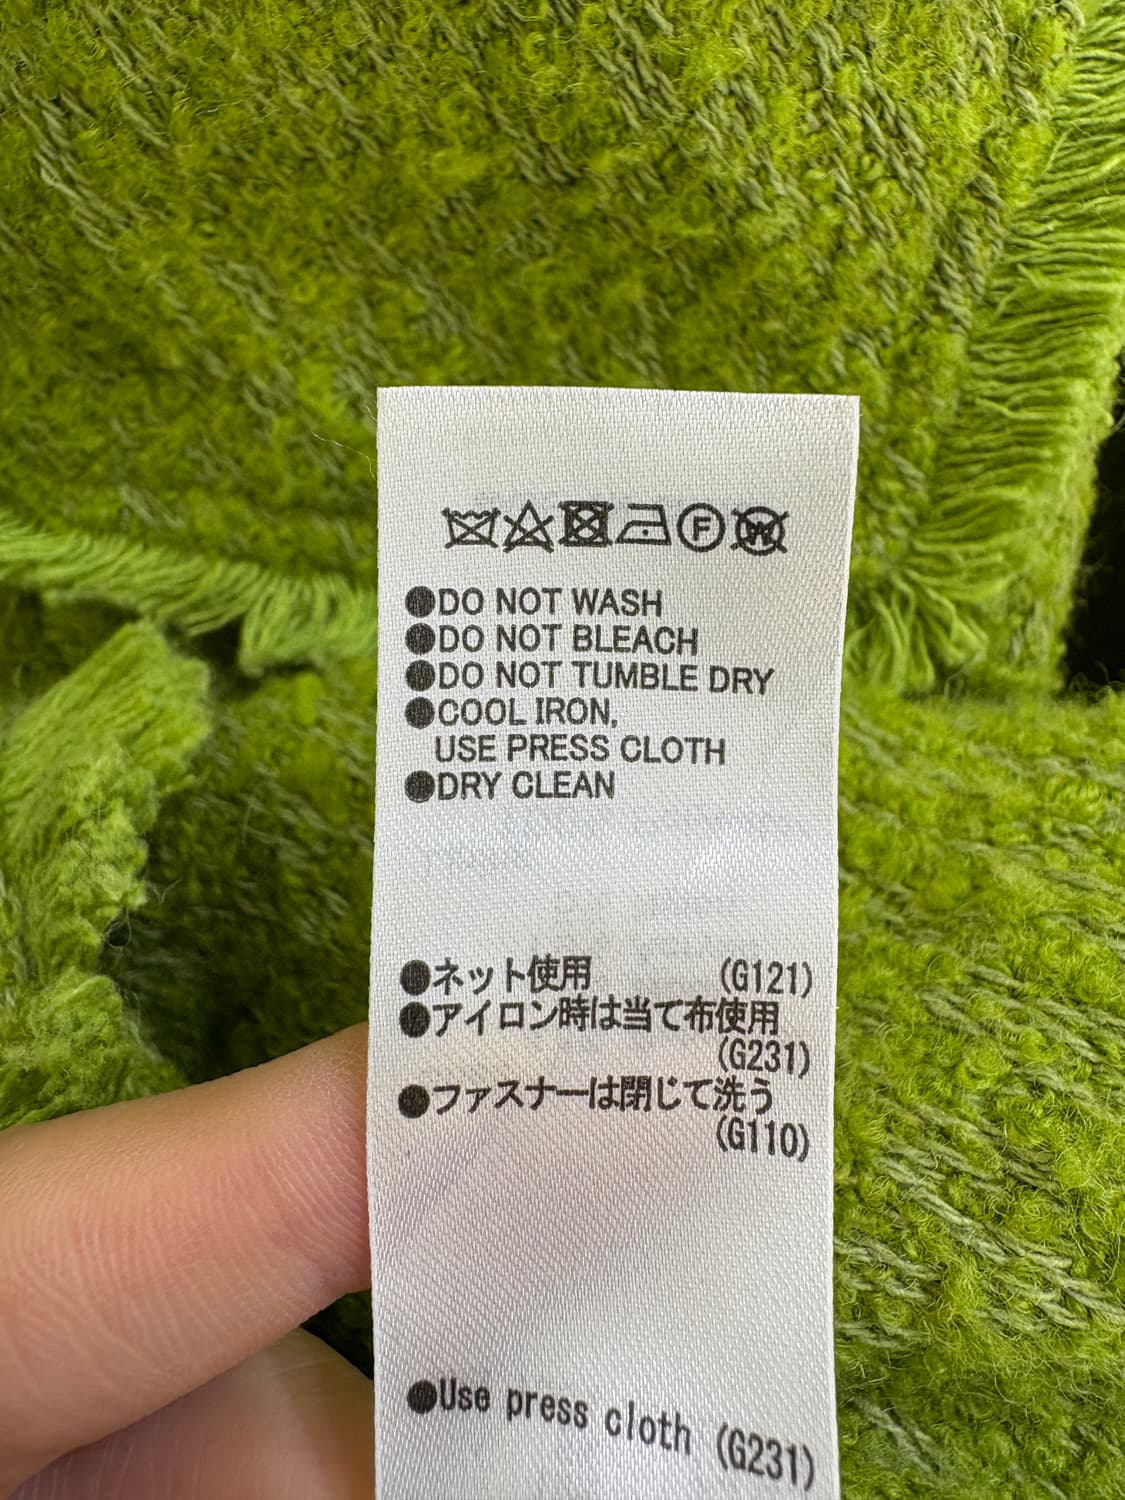 F W
●DO NOT WASH
●DO NOT BLEACH
●DO NOT TUMBLE DRY
●COOL IRON,
USE PRESS CLOTH
●DRY CLEAN
●ネット使用 (G121)
●アイロン時は当て布使用
(G231)
●ファスナーは閉じて洗う
(G110)
●Use press cloth (G231)